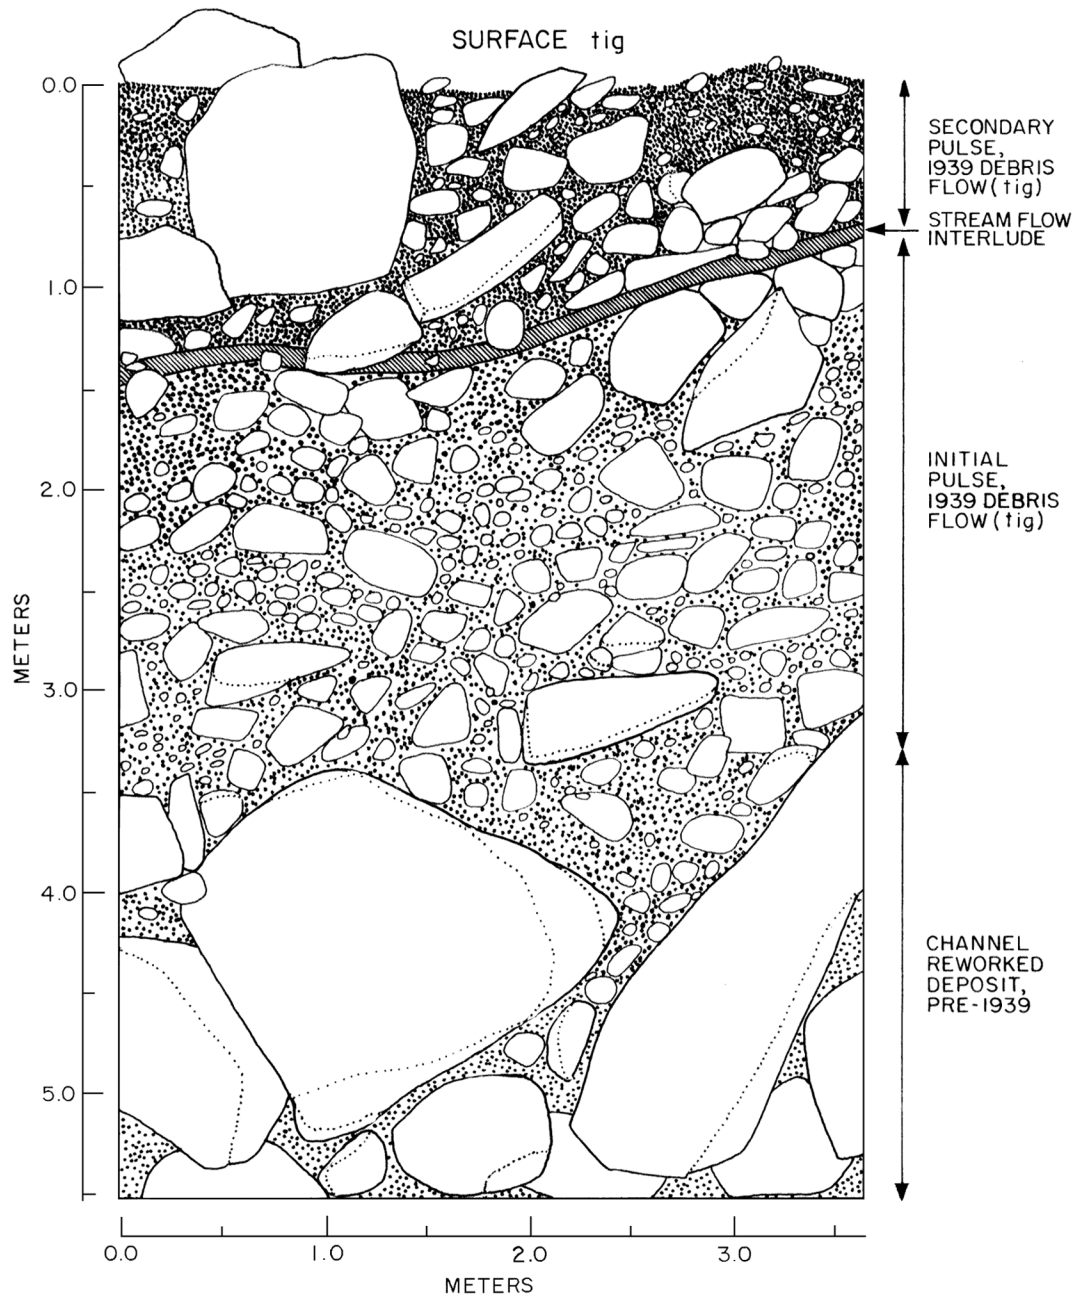 SURFACE tig
0.0
1.0
2.0
3.0
4.0
5.0
METERS
SECONDARY
PULSE,
1939 DEBRIS
FLOW (tig)
STREAM FLOW
INTERLUDE
INITIAL
PULSE,
1939 DEBRIS
FLOW (tig)
CHANNEL
REWORKED
DEPOSIT,
PRE-1939
0.0 1.0 2.0 3.0
METERS